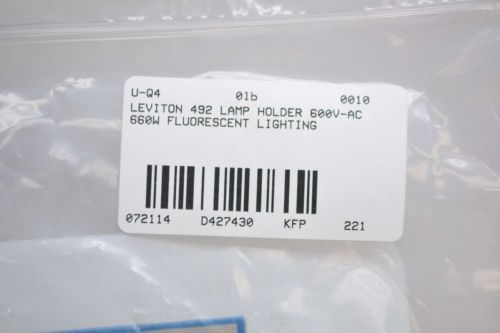 U-Q4 01b 0010
LEVITON 492 LAMP HOLDER 600V-AC
660W FLUORESCENT LIGHTING
072114 D427430 KFP 221